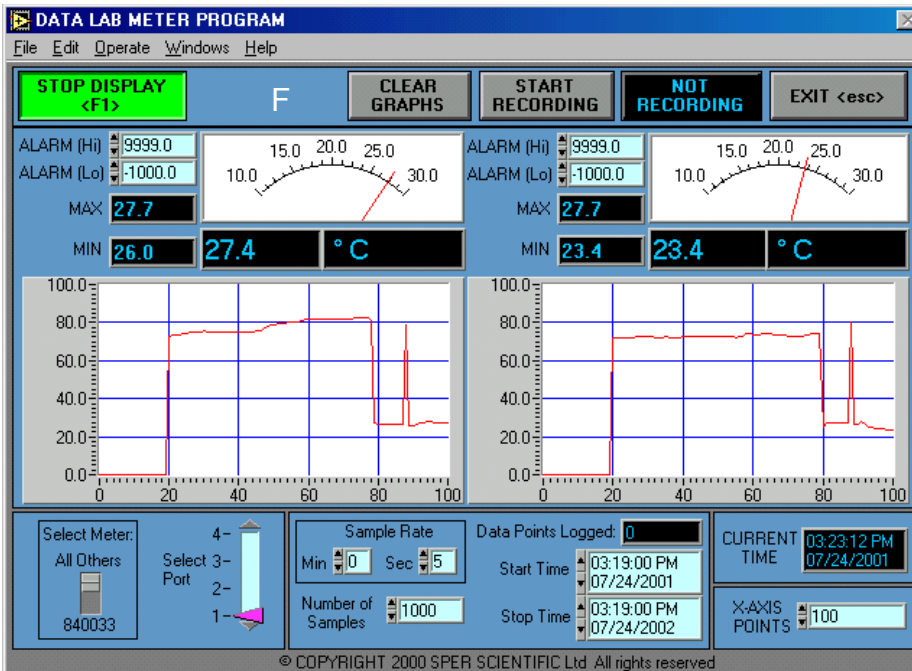 DATA LAB METER PROGRAM
File Edit Operate Windows Help
STOP DISPLAY
<F1>
F
CLEAR
GRAPHS
START
RECORDING
NOT
RECORDING
EXIT <esc>
ALARM (Hi) 9999.0
ALARM (Lo) -1000.0
MAX 27.7
MIN 26.0
10.0 15.0 20.0 25.0 30.0
27.4 ° C
ALARM (Hi) 9999.0
ALARM (Lo) -1000.0
MAX 27.7
MIN 23.4
10.0 15.0 20.0 25.0 30.0
23.4 ° C
100.0
80.0
60.0
40.0
20.0
0.0
0 20 40 60 80 100
100.0
80.0
60.0
40.0
20.0
0.0
0 20 40 60 80 100
Select Meter:
All Others
840033
Select
Port
4
3
2
1
Sample Rate
Min 0 Sec 5
Number of
Samples
1000
Data Points Logged: 0
Start Time
03:19:00 PM
07/24/2001
Stop Time
03:19:00 PM
07/24/2002
CURRENT
TIME
03:23:12 PM
07/24/2001
X-AXIS
POINTS
100
© COPYRIGHT 2000 SPER SCIENTIFIC Ltd All rights reserved